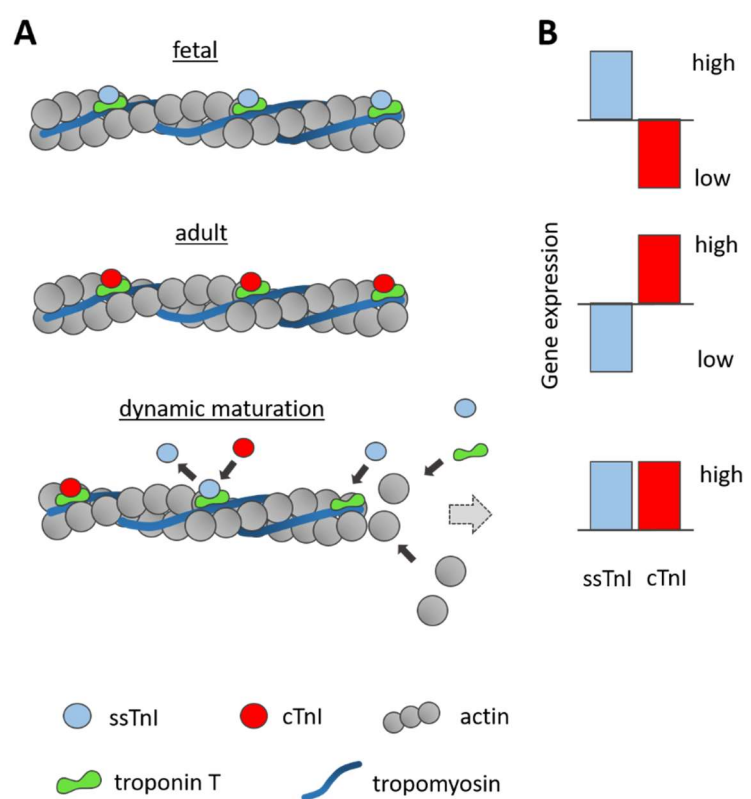 A
fetal
adult
dynamic maturation
B
high
low
high
low
high
Gene expression
ssTnI cTnI
ssTnI cTnI actin
troponin T tropomyosin